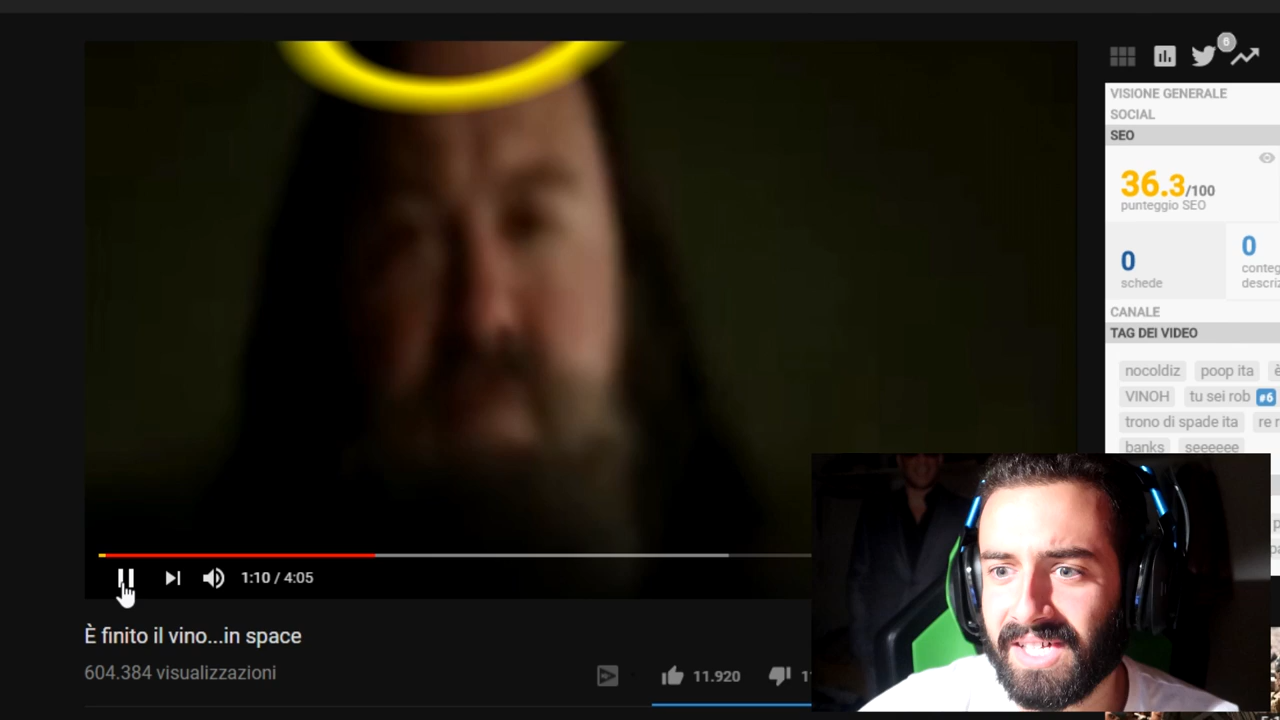 6
VISIONE GENERALE
SOCIAL
SEO
36.3/100
punteggio SEO
0
0
schede
CANALE
TAG DEI VIDEO
nocoldiz poop ita
VINOH tu sei rob #6
trono di spade ita
banks seeeeee
1:10 / 4:05
È finito il vino...in space
604.384 visualizzazioni
11.920